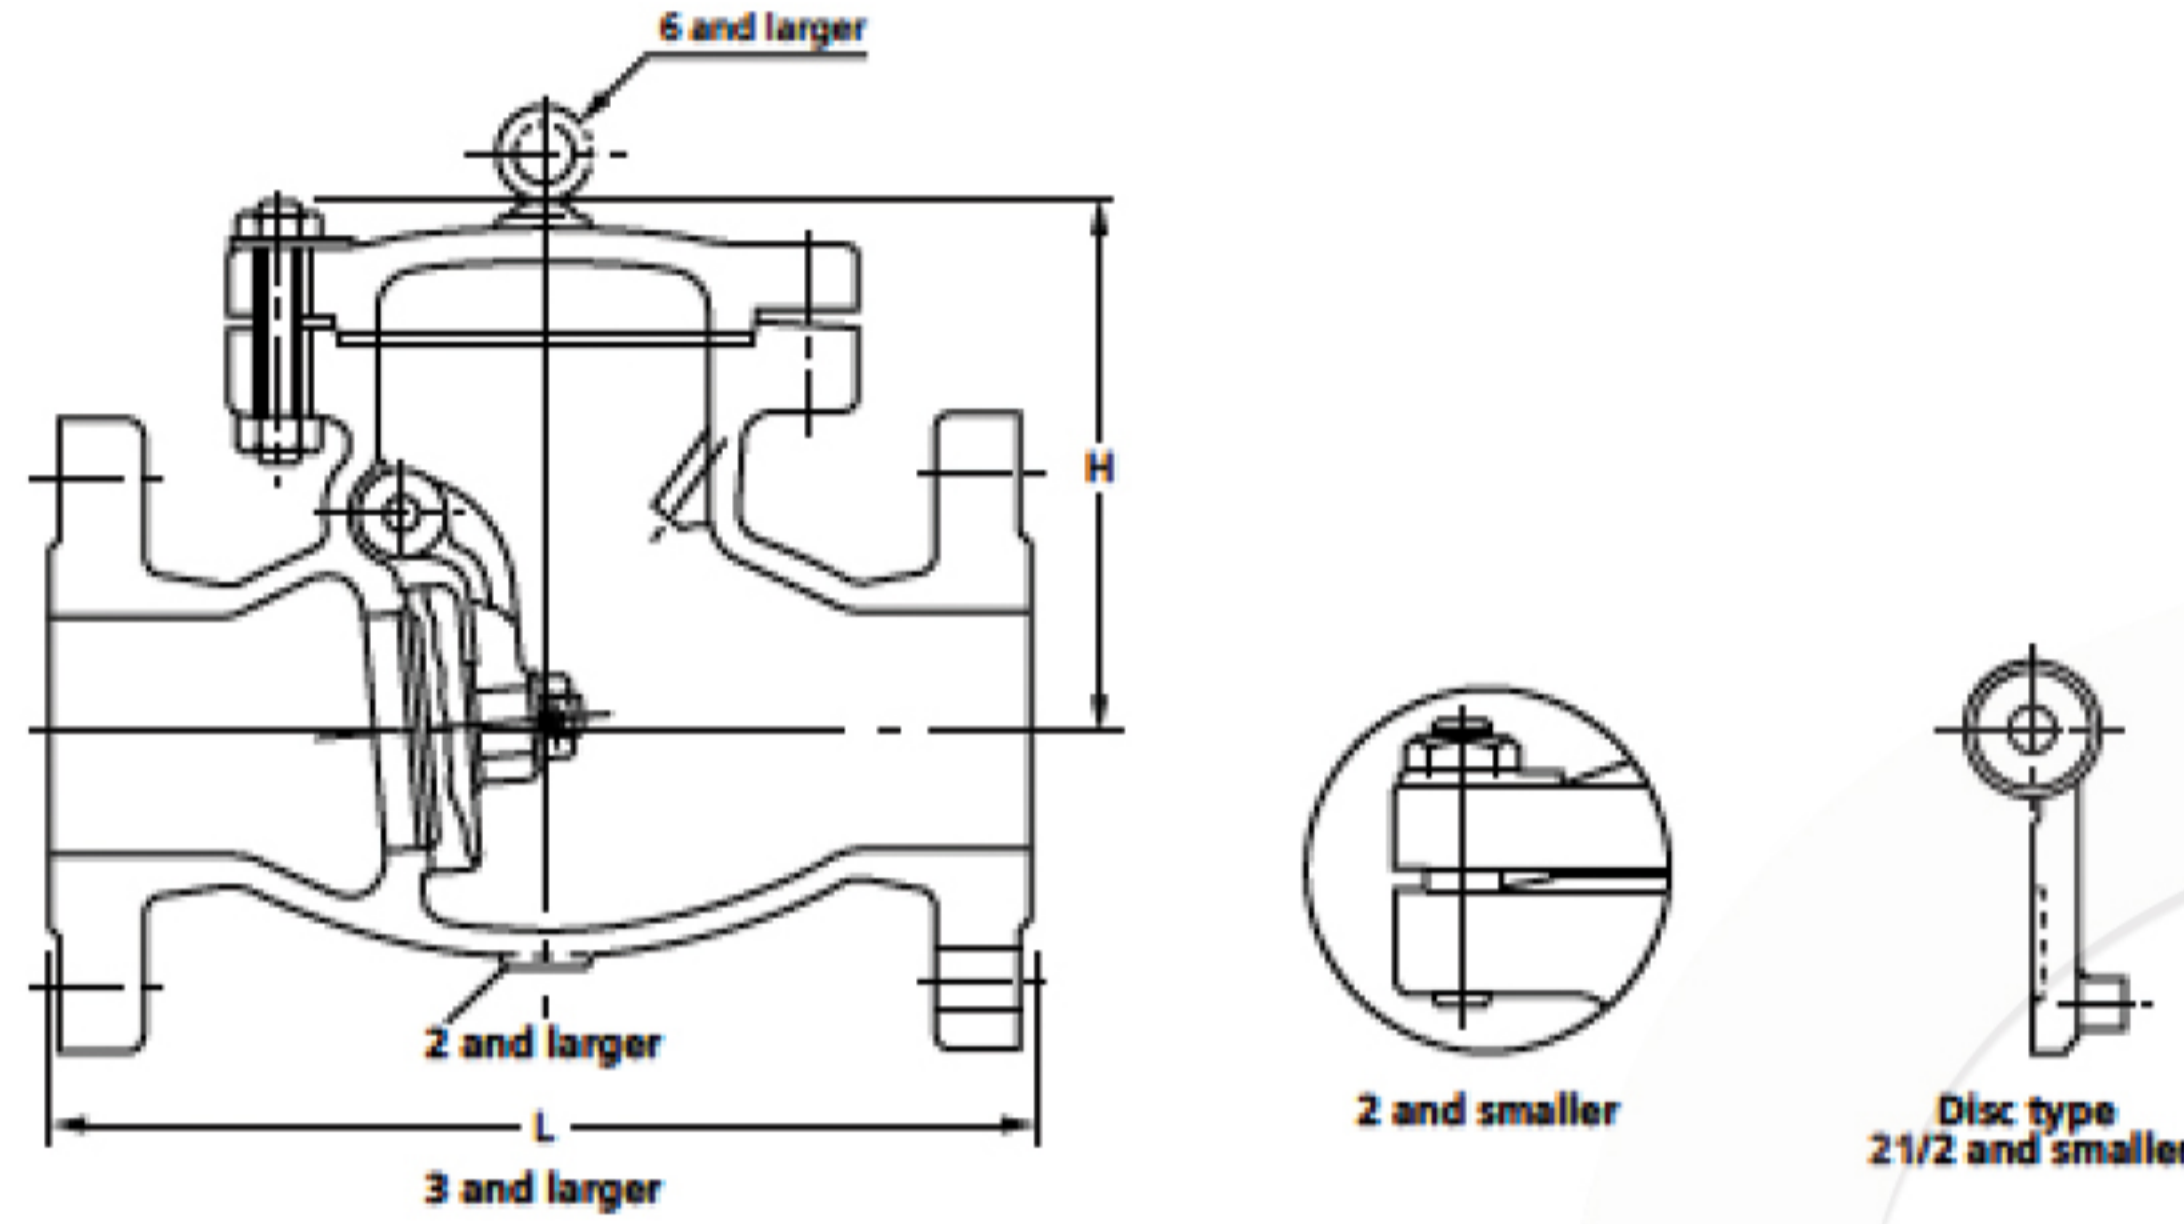 6 and larger
H
2 and larger
L
3 and larger
2 and smaller
Disc type
21/2 and smaller